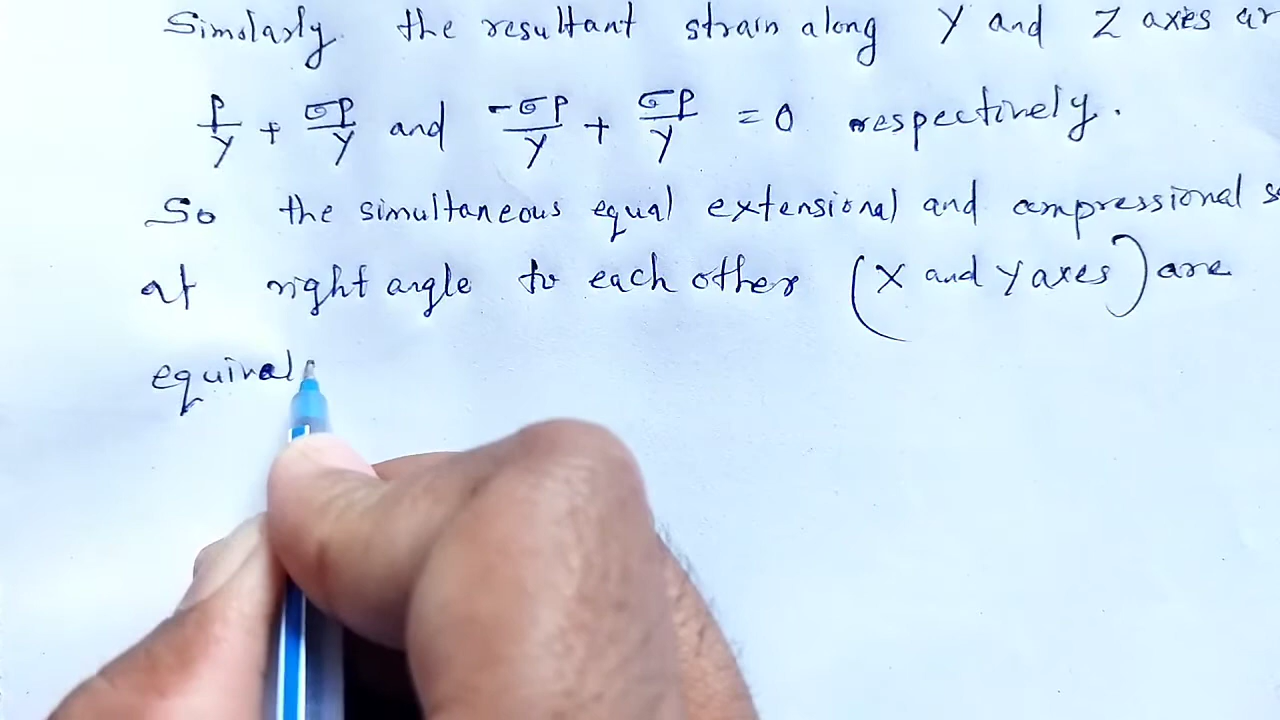 Similarly the resultant strain along Y and Z axes ar
P/Y + σP/Y and -σP/Y + σP/Y = 0 respectively.
So the simultaneous equal extensional and compressional s
at right angle to each other (X and Y axes) are
equival